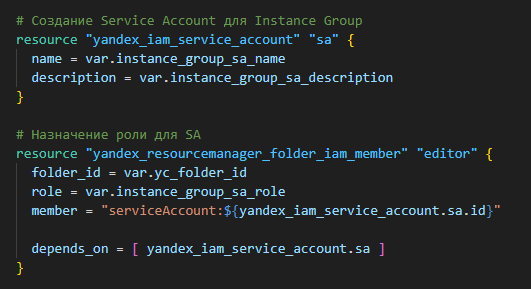 # Создание Service Account для Instance Group
resource "yandex_iam_service_account" "sa" {
  name = var.instance_group_sa_name
  description = var.instance_group_sa_description
}

# Назначение роли для SA
resource "yandex_resourcemanager_folder_iam_member" "editor" {
  folder_id = var.yc_folder_id
  role = var.instance_group_sa_role
  member = "serviceAccount:${yandex_iam_service_account.sa.id}"

  depends_on = [ yandex_iam_service_account.sa ]
}